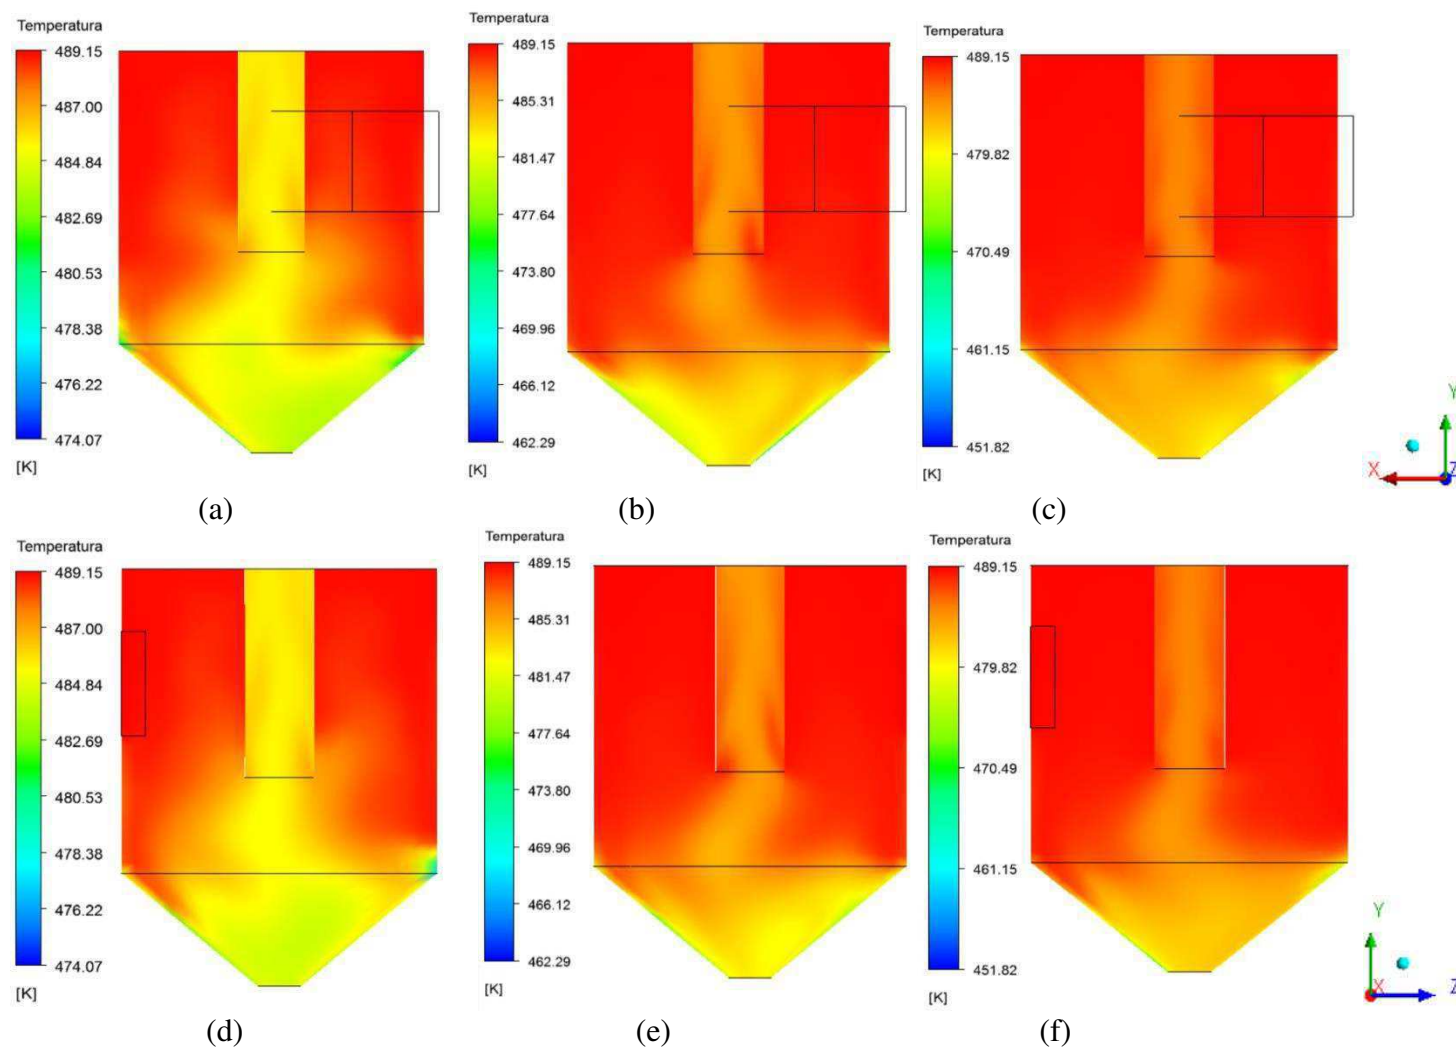 Temperatura
489.15
487.00
484.84
482.69
480.53
478.38
476.22
474.07
[K]
(a)
Temperatura
489.15
485.31
481.47
477.64
473.80
469.96
466.12
462.29
[K]
(b)
Temperatura
489.15
479.82
470.49
461.15
451.82
[K]
(c)
Y
X
Z
Temperatura
489.15
487.00
484.84
482.69
480.53
478.38
476.22
474.07
[K]
(d)
Temperatura
489.15
485.31
481.47
477.64
473.80
469.96
466.12
462.29
[K]
(e)
Temperatura
489.15
479.82
470.49
461.15
451.82
[K]
(f)
Y
X
Z